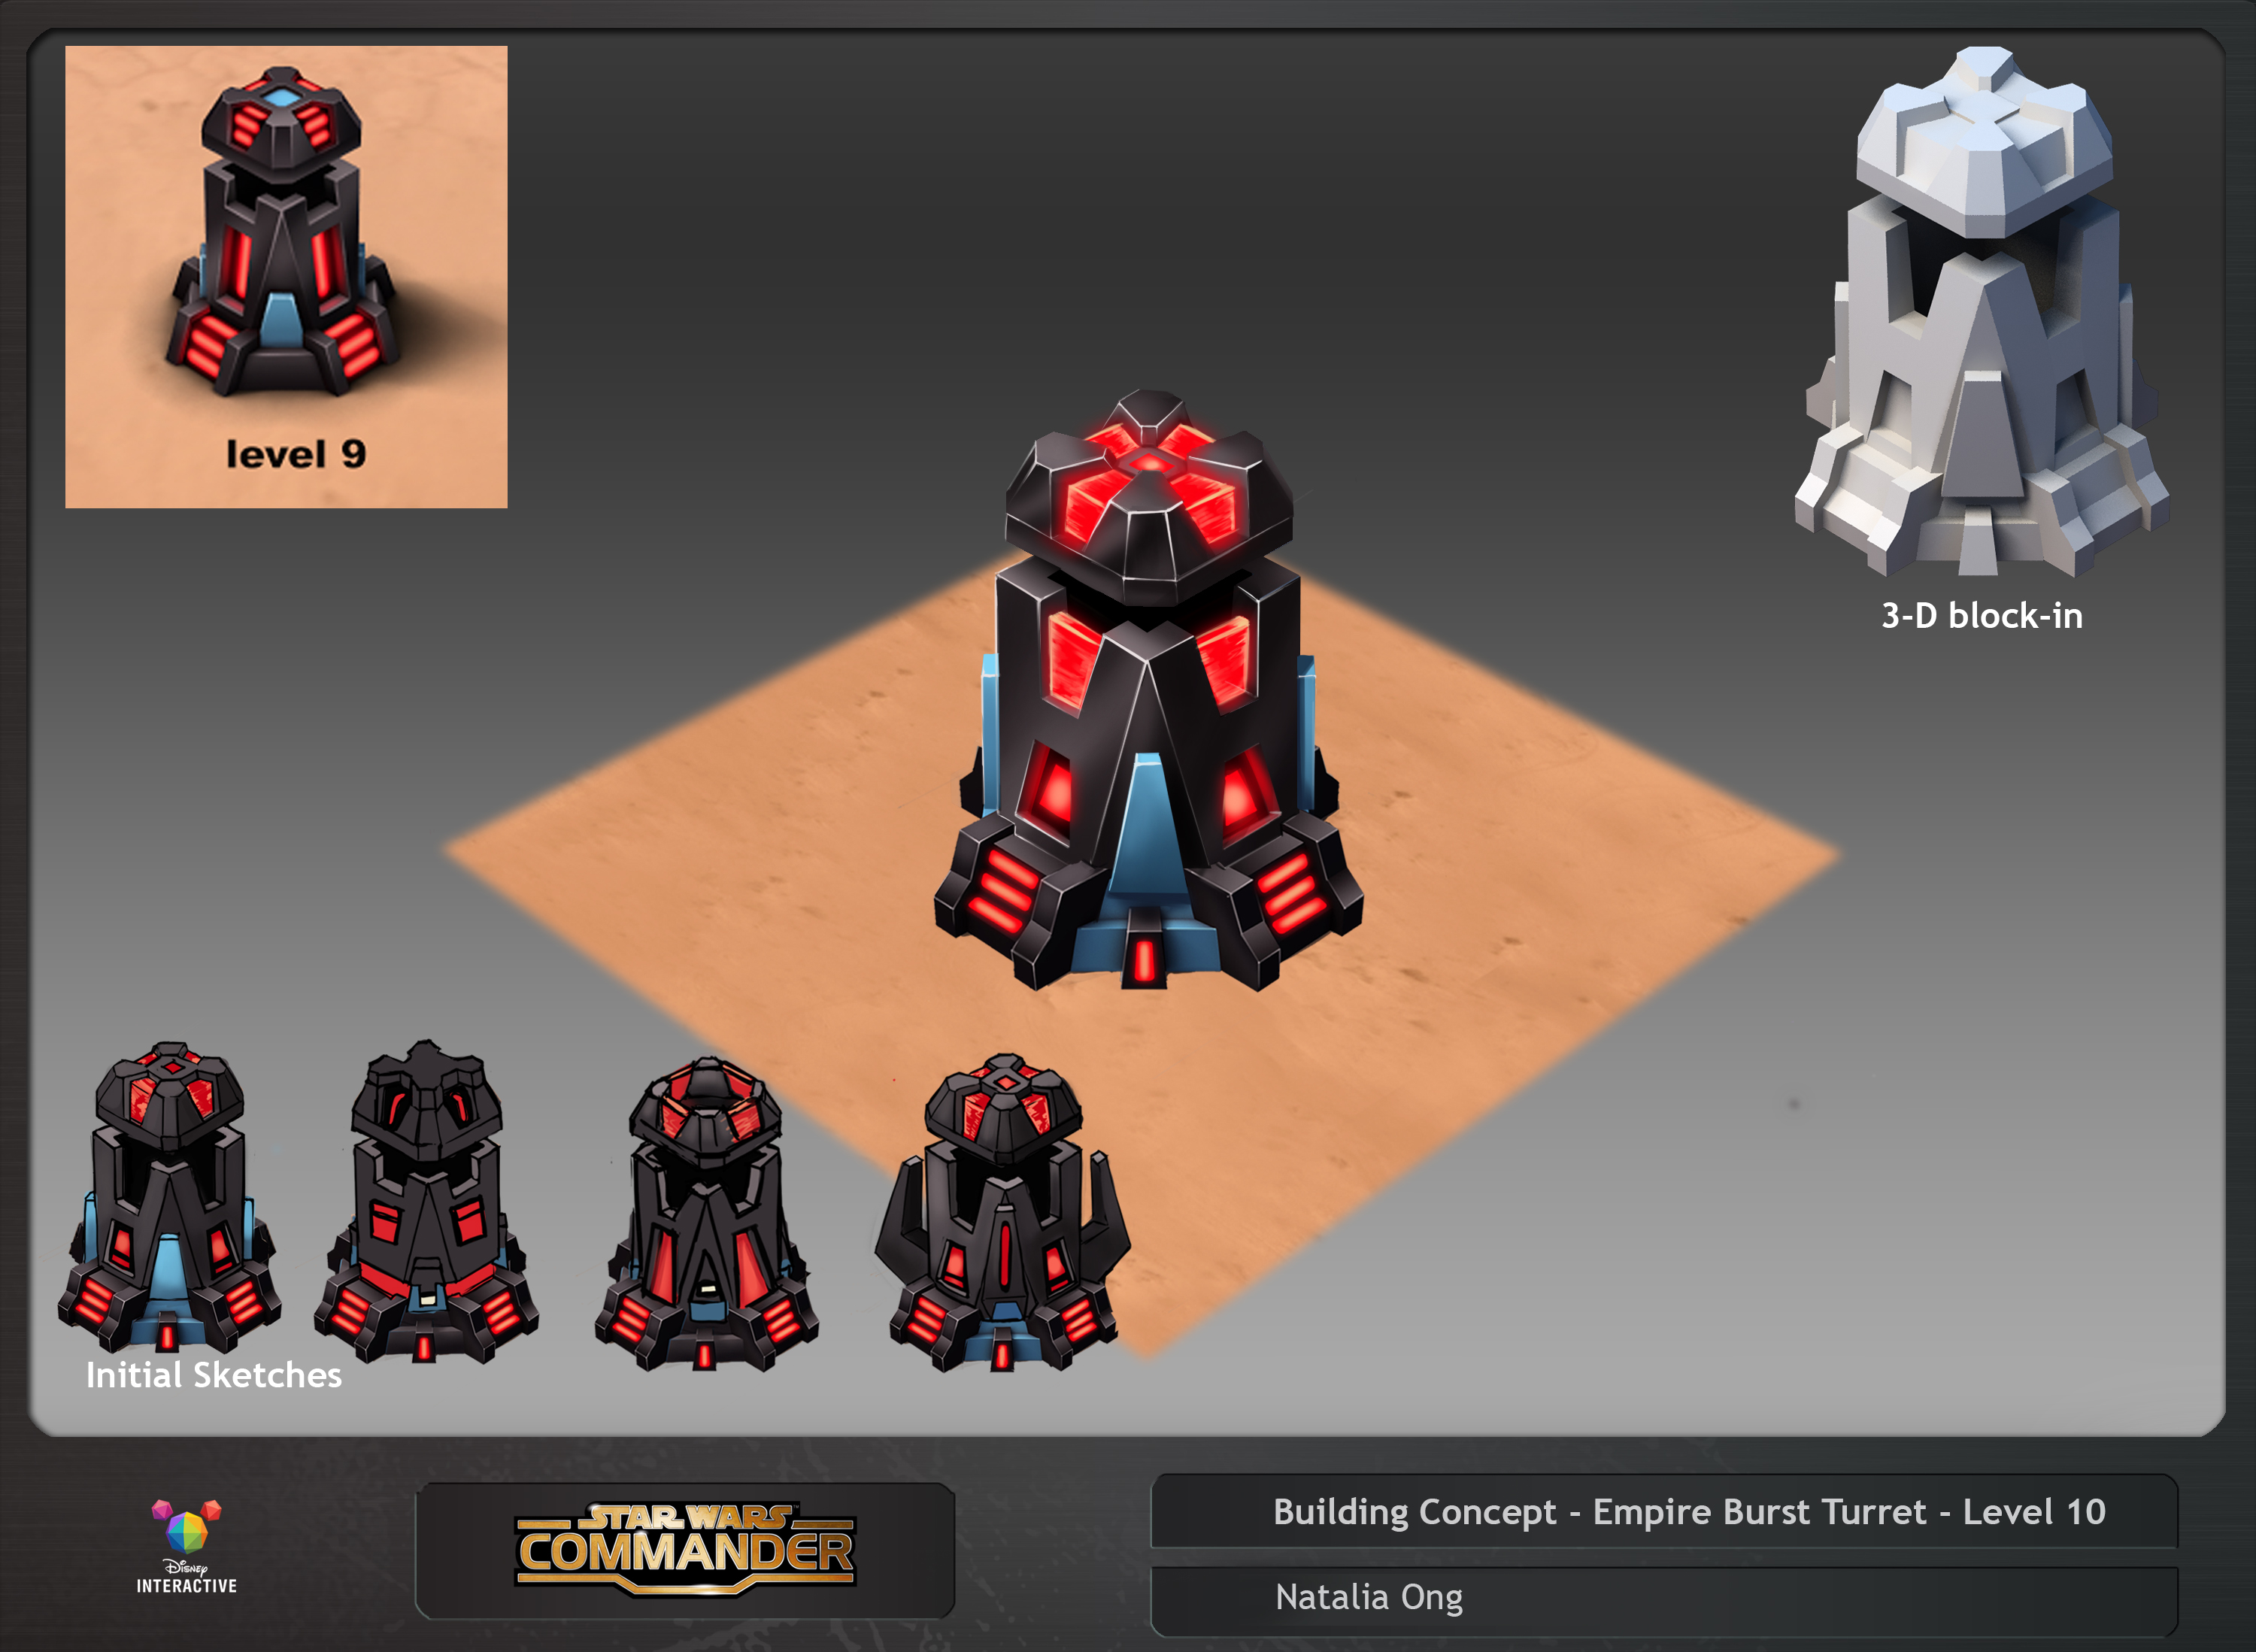 level 9
3-D block-in
Initial Sketches
Disney
INTERACTIVE
STAR WARS
COMMANDER
Building Concept - Empire Burst Turret - Level 10
Natalia Ong